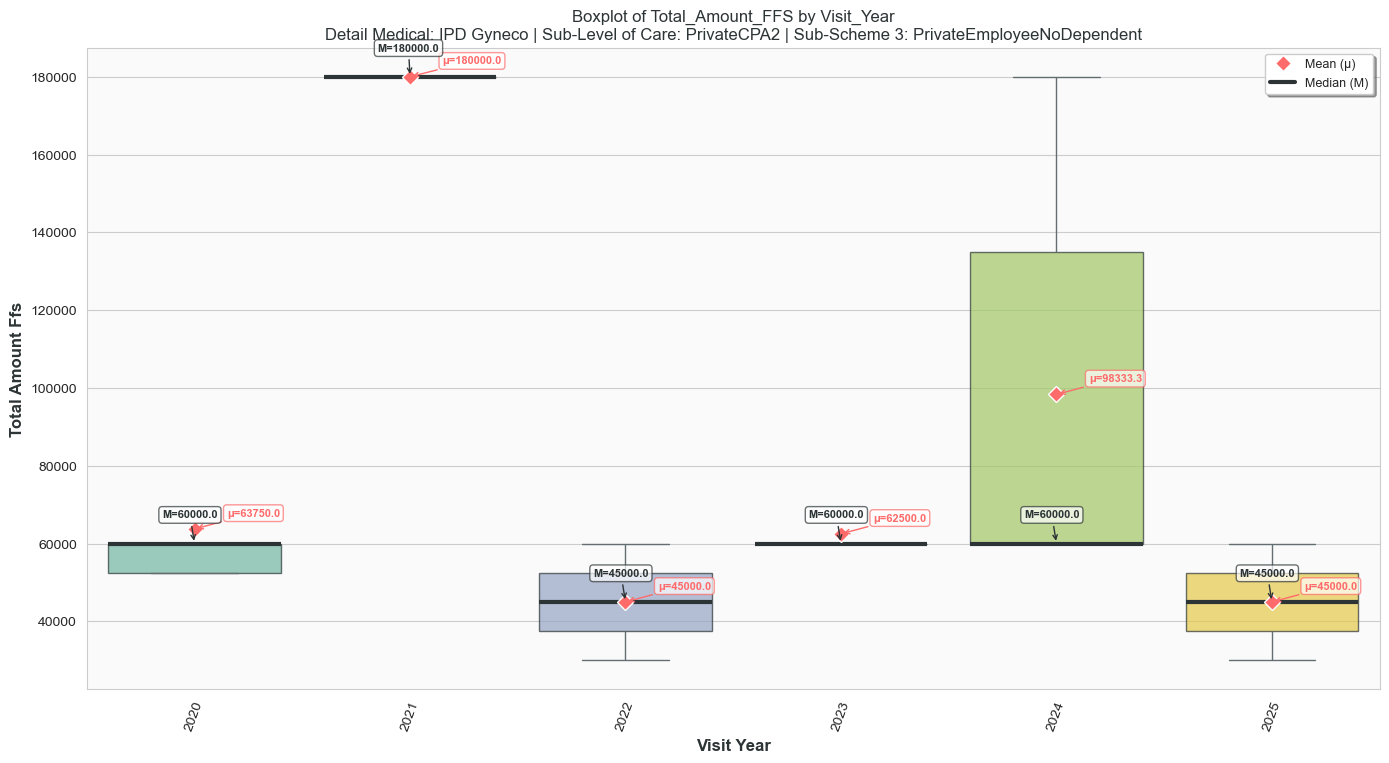 Boxplot of Total_Amount_FFS by Visit_Year
Detail Medical: IPD Gyneco | Sub-Level of Care: PrivateCPA2 | Sub-Scheme 3: PrivateEmployeeNoDependent
M=180000.0
μ=180000.0
Mean (μ)
Median (M)
180000
160000
140000
120000
100000
80000
60000
40000
Total Amount Ffs
μ=98333.3
M=60000.0
μ=63750.0
M=60000.0
μ=62500.0
M=60000.0
M=45000.0
μ=45000.0
M=45000.0
μ=45000.0
2020
2021
2022
2023
2024
2025
Visit Year